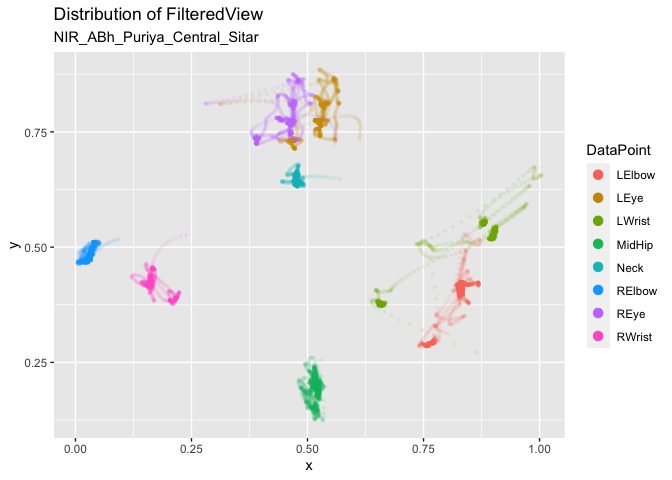 Distribution of FilteredView
NIR_ABh_Puriya_Central_Sitar
y
0.75
0.50
0.25
0.00
0.25
0.50
0.75
1.00
x
DataPoint
LElbow
LEye
LWrist
MidHip
Neck
RElbow
REye
RWrist